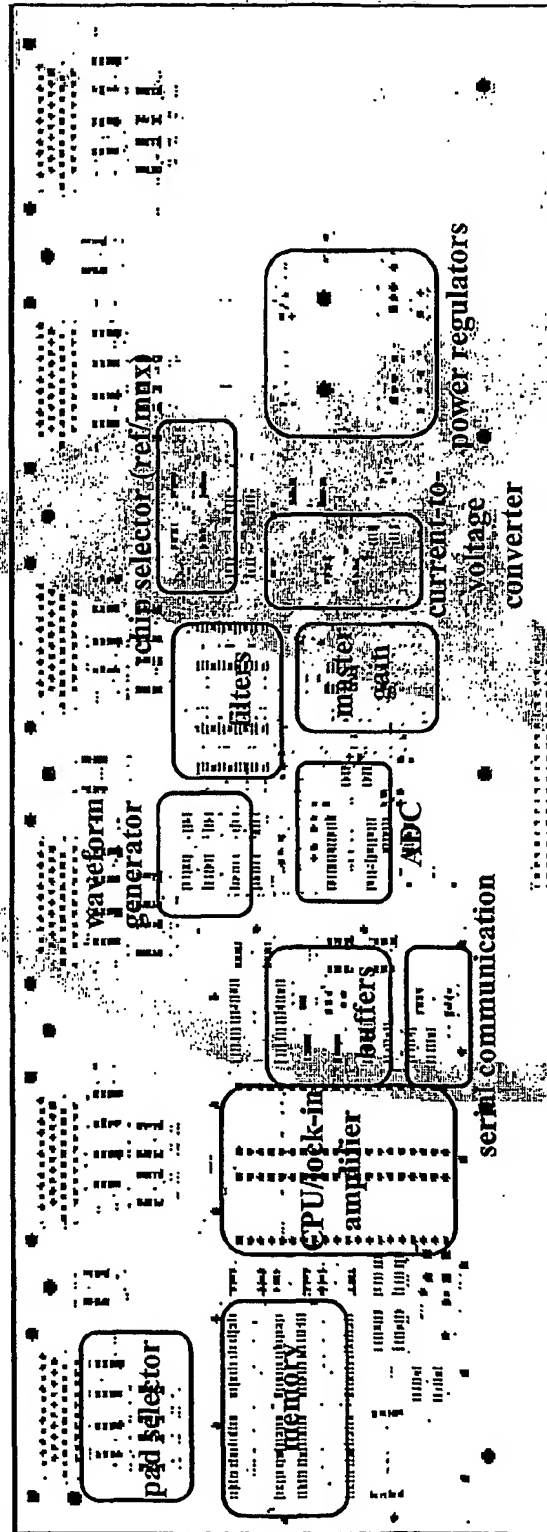 pad selector
memory
CPU/lock-in
amplifier
buffers
serial communication
waveform
generator
ADC
filters
master
gain
chip selector (ref/mux)
current-to-
voltage
converter
power regulators